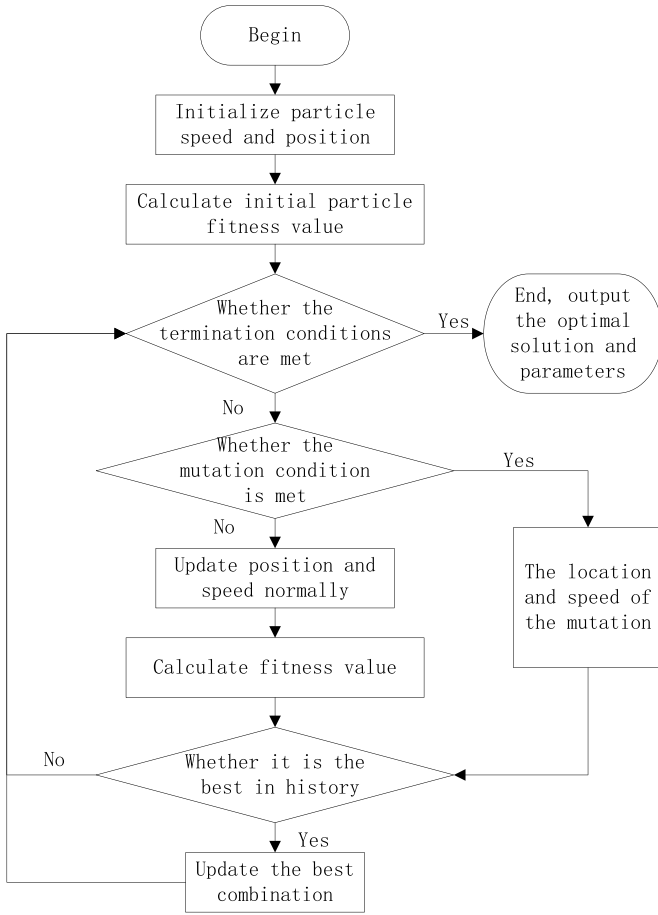 Begin
Initialize particle
speed and position
Calculate initial particle
fitness value
Whether the
termination conditions
are met
Yes
End, output
the optimal
solution and
parameters
No
Whether the
mutation condition
is met
Yes
No
Update position and
speed normally
The location
and speed of
the mutation
Calculate fitness value
Whether it is the
best in history
No
Yes
Update the best
combination